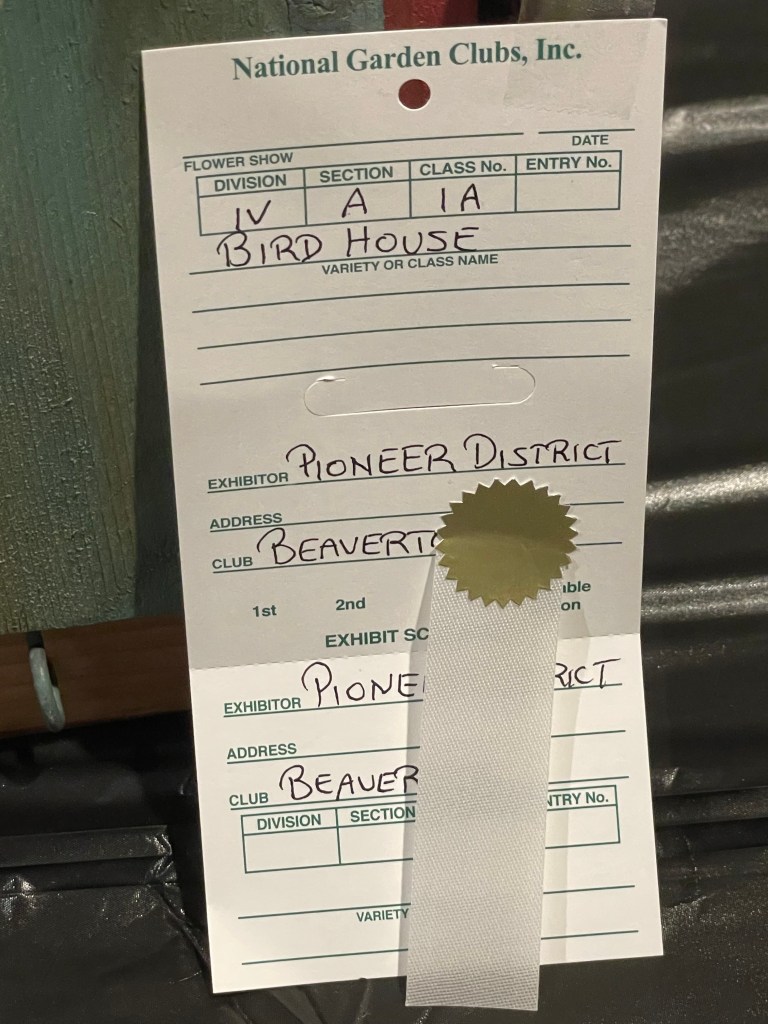 National Garden Clubs, Inc.
FLOWER SHOW DATE
DIVISION SECTION CLASS No. ENTRY No.
IV A 1A
BIRD HOUSE
VARIETY OR CLASS NAME
EXHIBITOR PIONEER DISTRICT
ADDRESS
CLUB BEAVERT
1st 2nd
EXHIBIT
EXHIBITOR PIONE RICT
ADDRESS
CLUB BEAVER
DIVISION SECTION No.
VARIETY